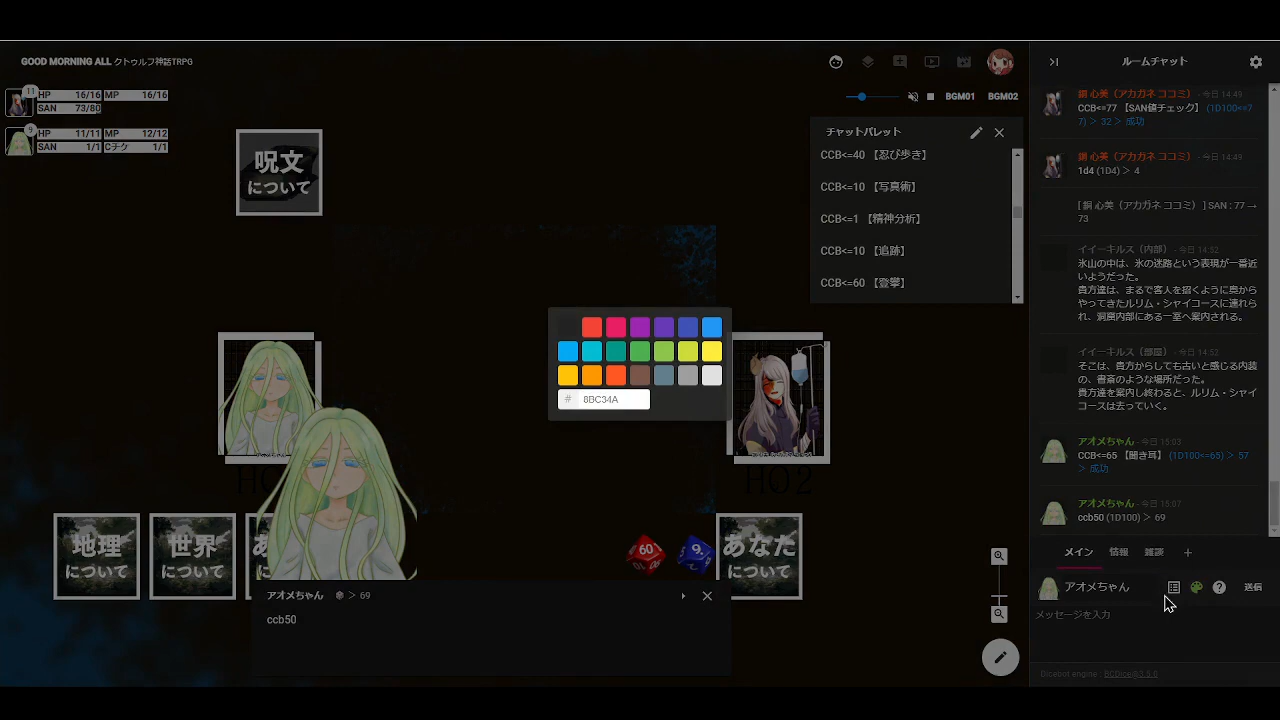 GOOD MORNING ALL クトゥルフ神話TRPG
11
HP 16/16 MP 16/16
SAN 73/80
9
HP 11/11 MP 12/12
SAN 1/1 Cチケ 1/1
呪文
について
BGM01 BGM02
チャットパレット
CCB<=40 【忍び歩き】
CCB<=10 【写真術】
CCB<=1 【精神分析】
CCB<=10 【追跡】
CCB<=60 【登攀】
# 8BC34A
HO2
地理
について
世界
について
あ
あなた
について
60
9.
アオメちゃん > 69
ccb50
ルームチャット
銅 心美（アカガネ ココミ） - 今日 14:49
CCB<=77 【SAN値チェック】 (1D100<=7
7) > 32 > 成功
銅 心美（アカガネ ココミ） - 今日 14:49
1d4 (1D4) > 4
[ 銅 心美（アカガネ ココミ） ] SAN : 77 →
73
イイーキルス（内部） - 今日 14:52
氷山の中は、氷の迷路という表現が一番近
いようだった。
貴方達は、まるで客人を招くように奥から
やってきたルリム・シャイコースに連れら
れ、洞窟内部にある一室へ案内される。
イイーキルス（部屋） - 今日 14:52
そこは、貴方からしても古いと感じる内装
の、書斎のような場所だった。
貴方達を案内し終わると、ルリム・シャイ
コースは去っていく。
アオメちゃん - 今日 15:03
CCB<=65 【聞き耳】 (1D100<=65) > 57
> 成功
アオメちゃん - 今日 15:07
ccb50 (1D100) > 69
メイン 情報 雑談 +
アオメちゃん
送信
メッセージを入力
Dicebot engine : BCDice@3.5.0